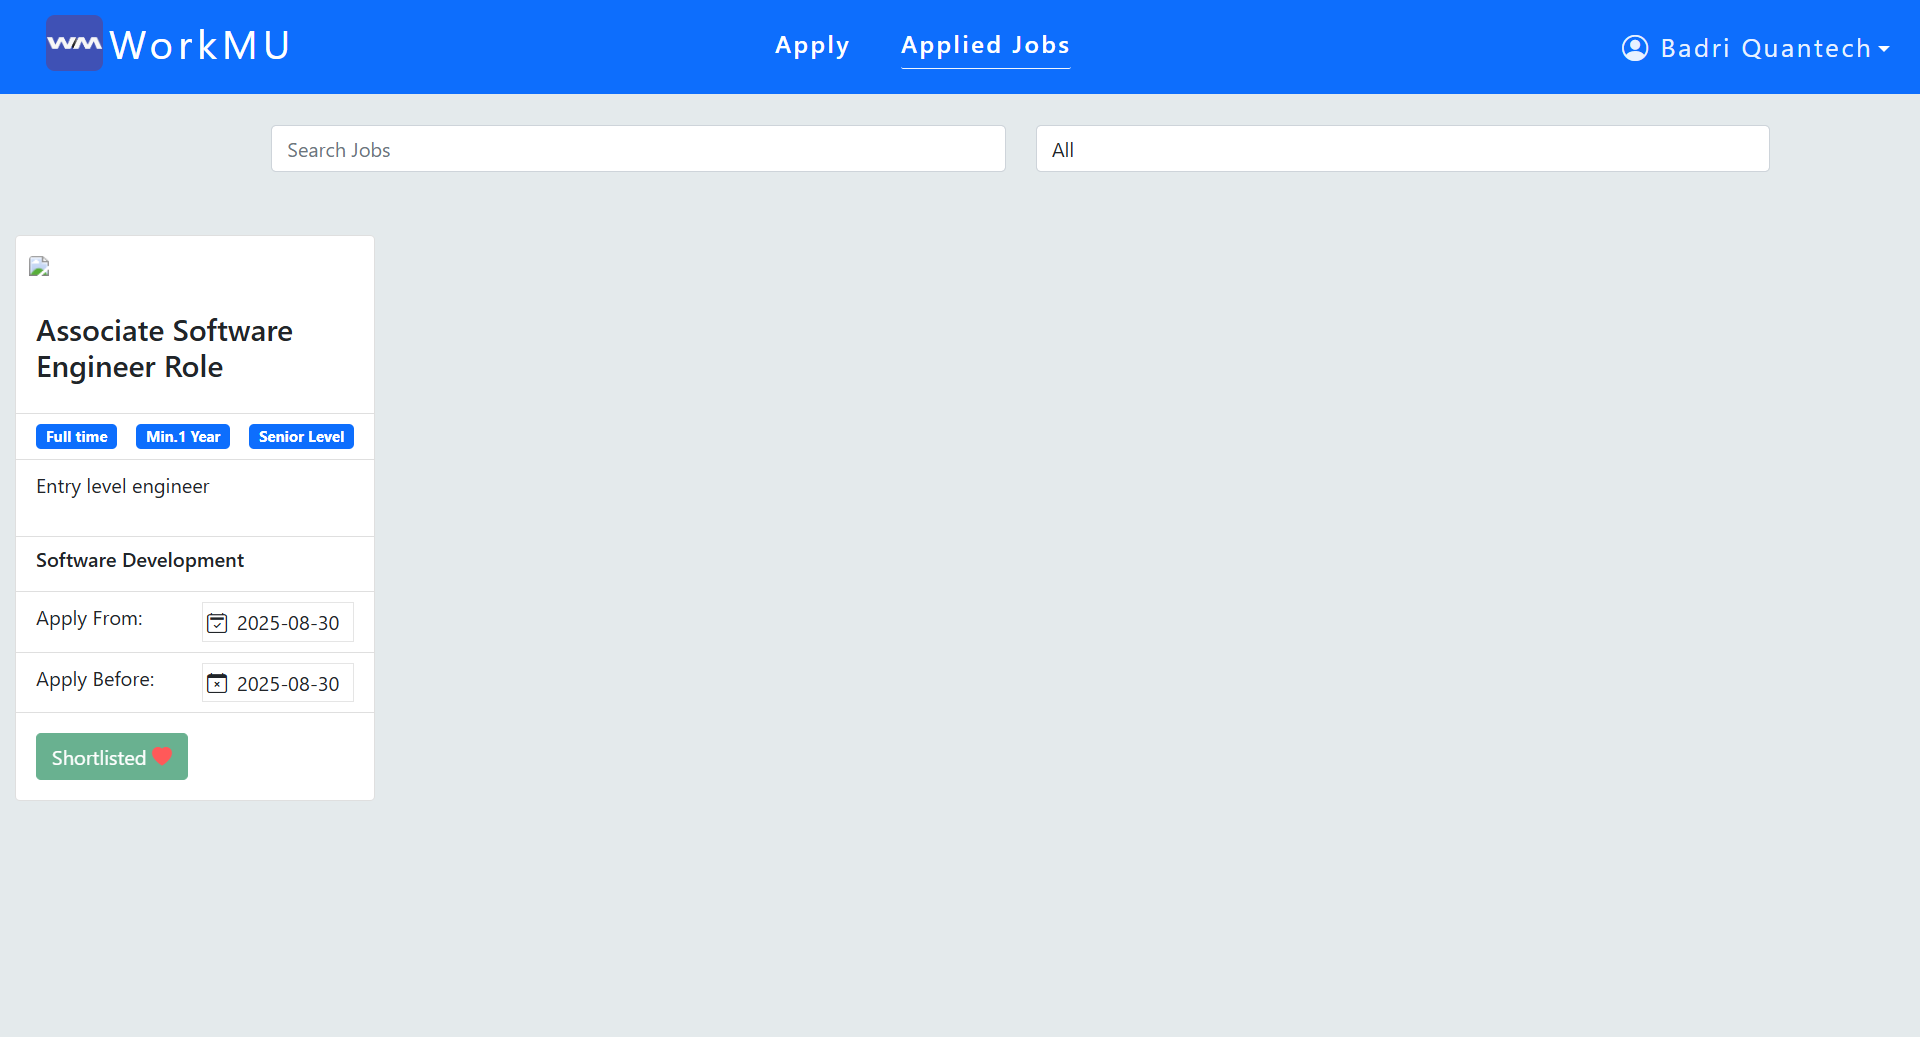 WM WorkMU
Apply
Applied Jobs
Badri Quantech
Search Jobs
All
Associate Software
Engineer Role
Full time
Min.1 Year
Senior Level
Entry level engineer
Software Development
Apply From: 2025-08-30
Apply Before: 2025-08-30
Shortlisted